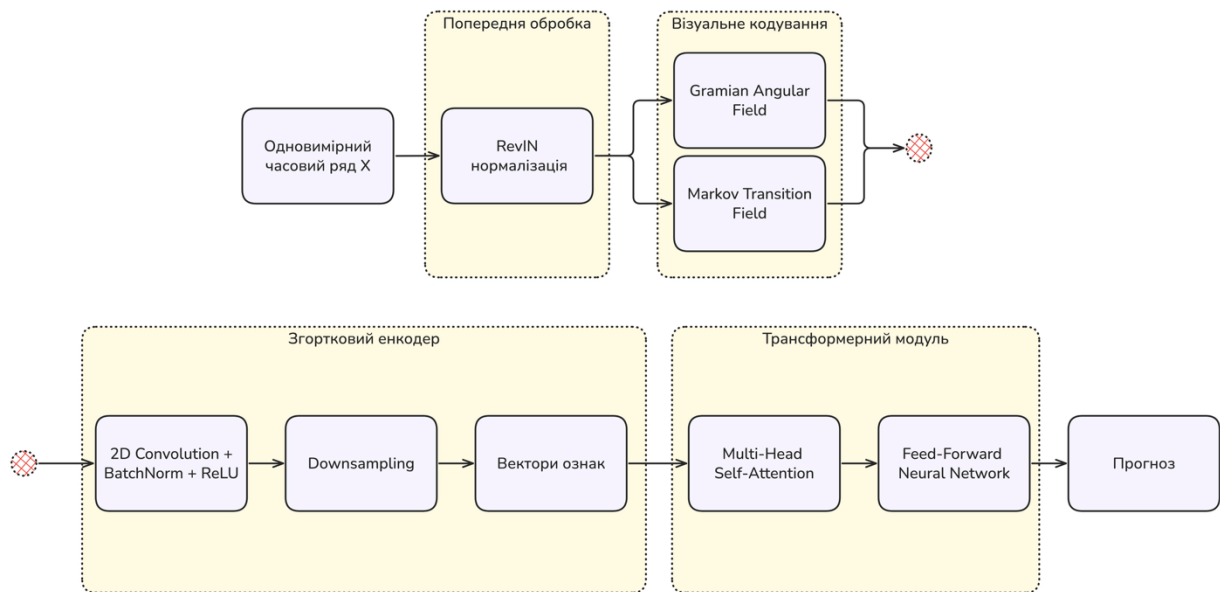 Попередня обробка
Візуальне кодування
Одновимірний
часовий ряд X
RevIN
нормалізація
Gramian Angular
Field
Markov Transition
Field
Згортковий енкодер
Трансформерний модуль
2D Convolution +
BatchNorm + ReLU
Downsampling
Вектори ознак
Multi-Head
Self-Attention
Feed-Forward
Neural Network
Прогноз